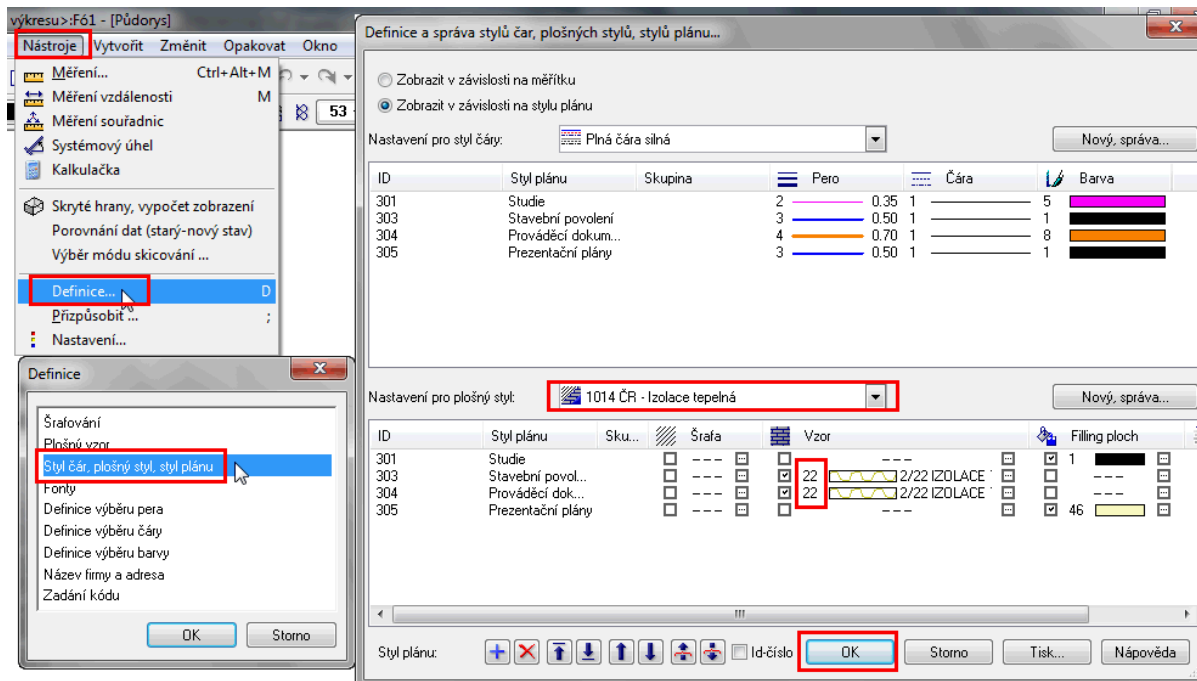 výkresu>:Fó1 - [Půdorys]
Nástroje Vytvořit Změnit Opakovat Okno
Měření... Ctrl+Alt+M
Měření vzdálenosti M
Měření souřadnic
Systémový úhel
Kalkulačka
Skryté hrany, vypočet zobrazení
Porovnání dat (starý-nový stav)
Výběr módu skicování ...
Definice... D
Přizpůsobit ... ;
Nastavení...
53
Definice
Šrafování
Plošný vzor
Styl čár, plošný styl, styl plánu
Fonty
Definice výběru pera
Definice výběru čáry
Definice výběru barvy
Název firmy a adresa
Zadání kódu
OK Storno
Definice a správa stylů čar, plošných stylů, stylů plánu...
Zobrazit v závislosti na měřítku
Zobrazit v závislosti na stylu plánu
Nastavení pro styl čáry: Plná čára silná Nový, správa...
ID Styl plánu Skupina Pero Čára Barva
301 Studie 2 0.35 1 5
303 Stavební povolení 3 0.50 1 1
304 Prováděcí dokum... 4 0.70 1 8
305 Prezentační plány 3 0.50 1 1
Nastavení pro plošný styl: 1014 ČR - Izolace tepelná Nový, správa...
ID Styl plánu Sku... Šrafa Vzor Filling ploch
301 Studie --- --- 1
303 Stavební povol... --- 22 2/22 IZOLACE ---
304 Prováděcí dok... --- 22 2/22 IZOLACE ---
305 Prezentační plány --- --- 46
Styl plánu: Id-číslo OK Storno Tisk... Nápověda